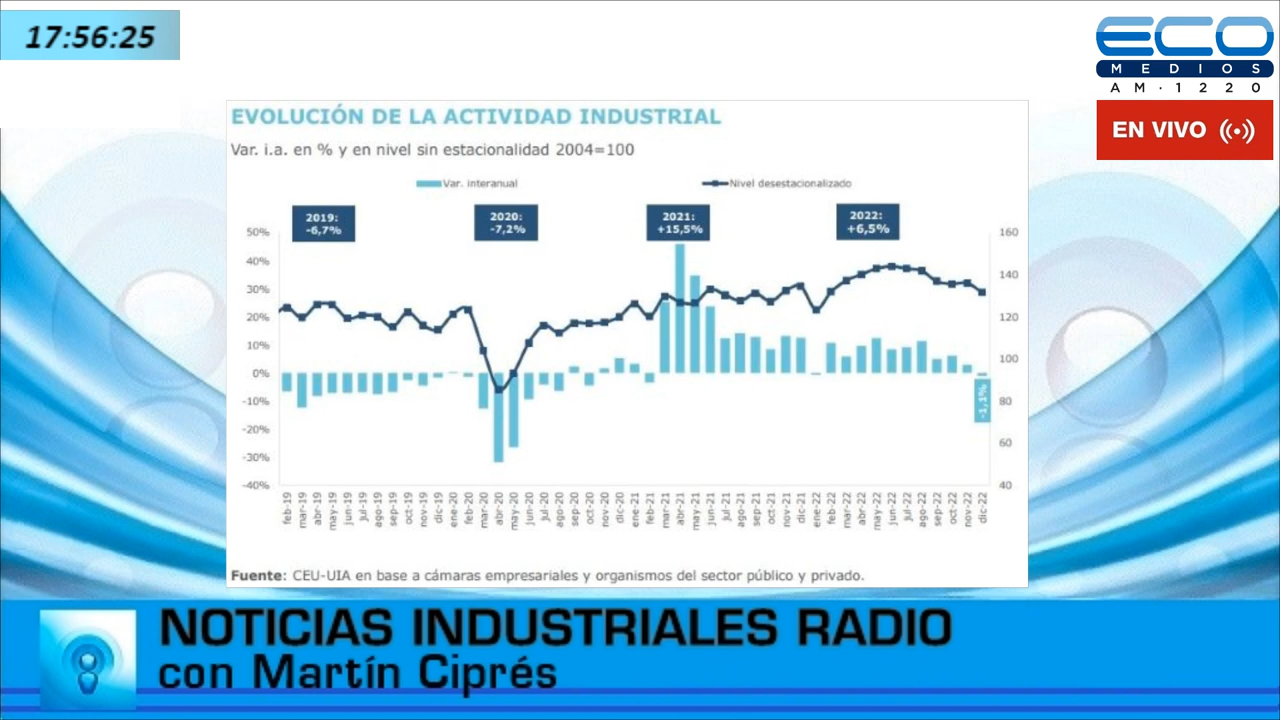 17:56:25
ECO
MEDIOS
AM·1220
EN VIVO
EVOLUCIÓN DE LA ACTIVIDAD INDUSTRIAL
Var. i.a. en % y en nivel sin estacionalidad 2004=100
Var. interanual
Nivel desestacionalizado
2019:
-6,7%
2020:
-7,2%
2021:
+15,5%
2022:
+6,5%
50%
40%
30%
20%
10%
0%
-10%
-20%
-30%
-40%
160
140
120
100
80
60
40
-1,1%
feb-19
mar-19
abr-19
may-19
jun-19
jul-19
ago-19
sep-19
oct-19
nov-19
dic-19
ene-20
feb-20
mar-20
abr-20
may-20
jun-20
jul-20
ago-20
sep-20
oct-20
nov-20
dic-20
ene-21
feb-21
mar-21
abr-21
may-21
jun-21
jul-21
ago-21
sep-21
oct-21
nov-21
dic-21
ene-22
feb-22
mar-22
abr-22
may-22
jun-22
jul-22
ago-22
sep-22
oct-22
nov-22
dic-22
Fuente: CEU-UIA en base a cámaras empresariales y organismos del sector público y privado.
NOTICIAS INDUSTRIALES RADIO
con Martín Ciprés